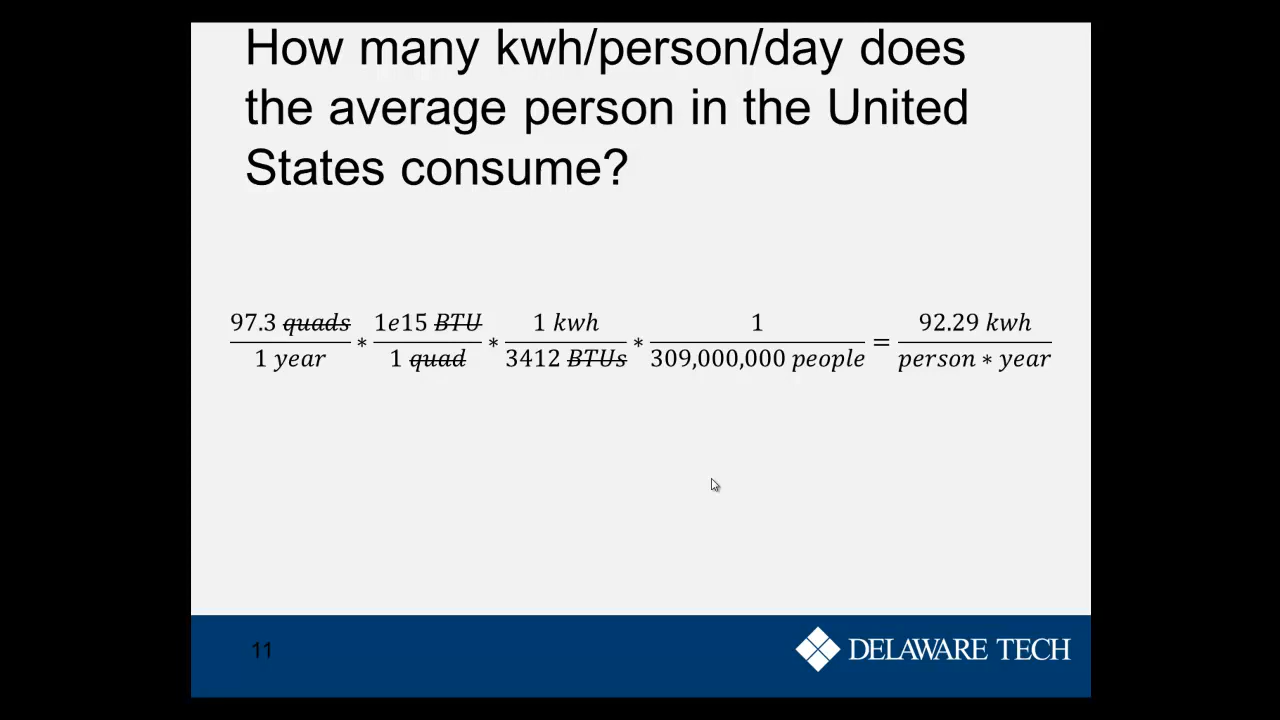 How many kwh/person/day does
the average person in the United
States consume?
97.3 quads / 1 year * 1e15 BTU / 1 quad * 1 kwh / 3412 BTUs * 1 / 309,000,000 people = 92.29 kwh / person * year
11
DELAWARE TECH